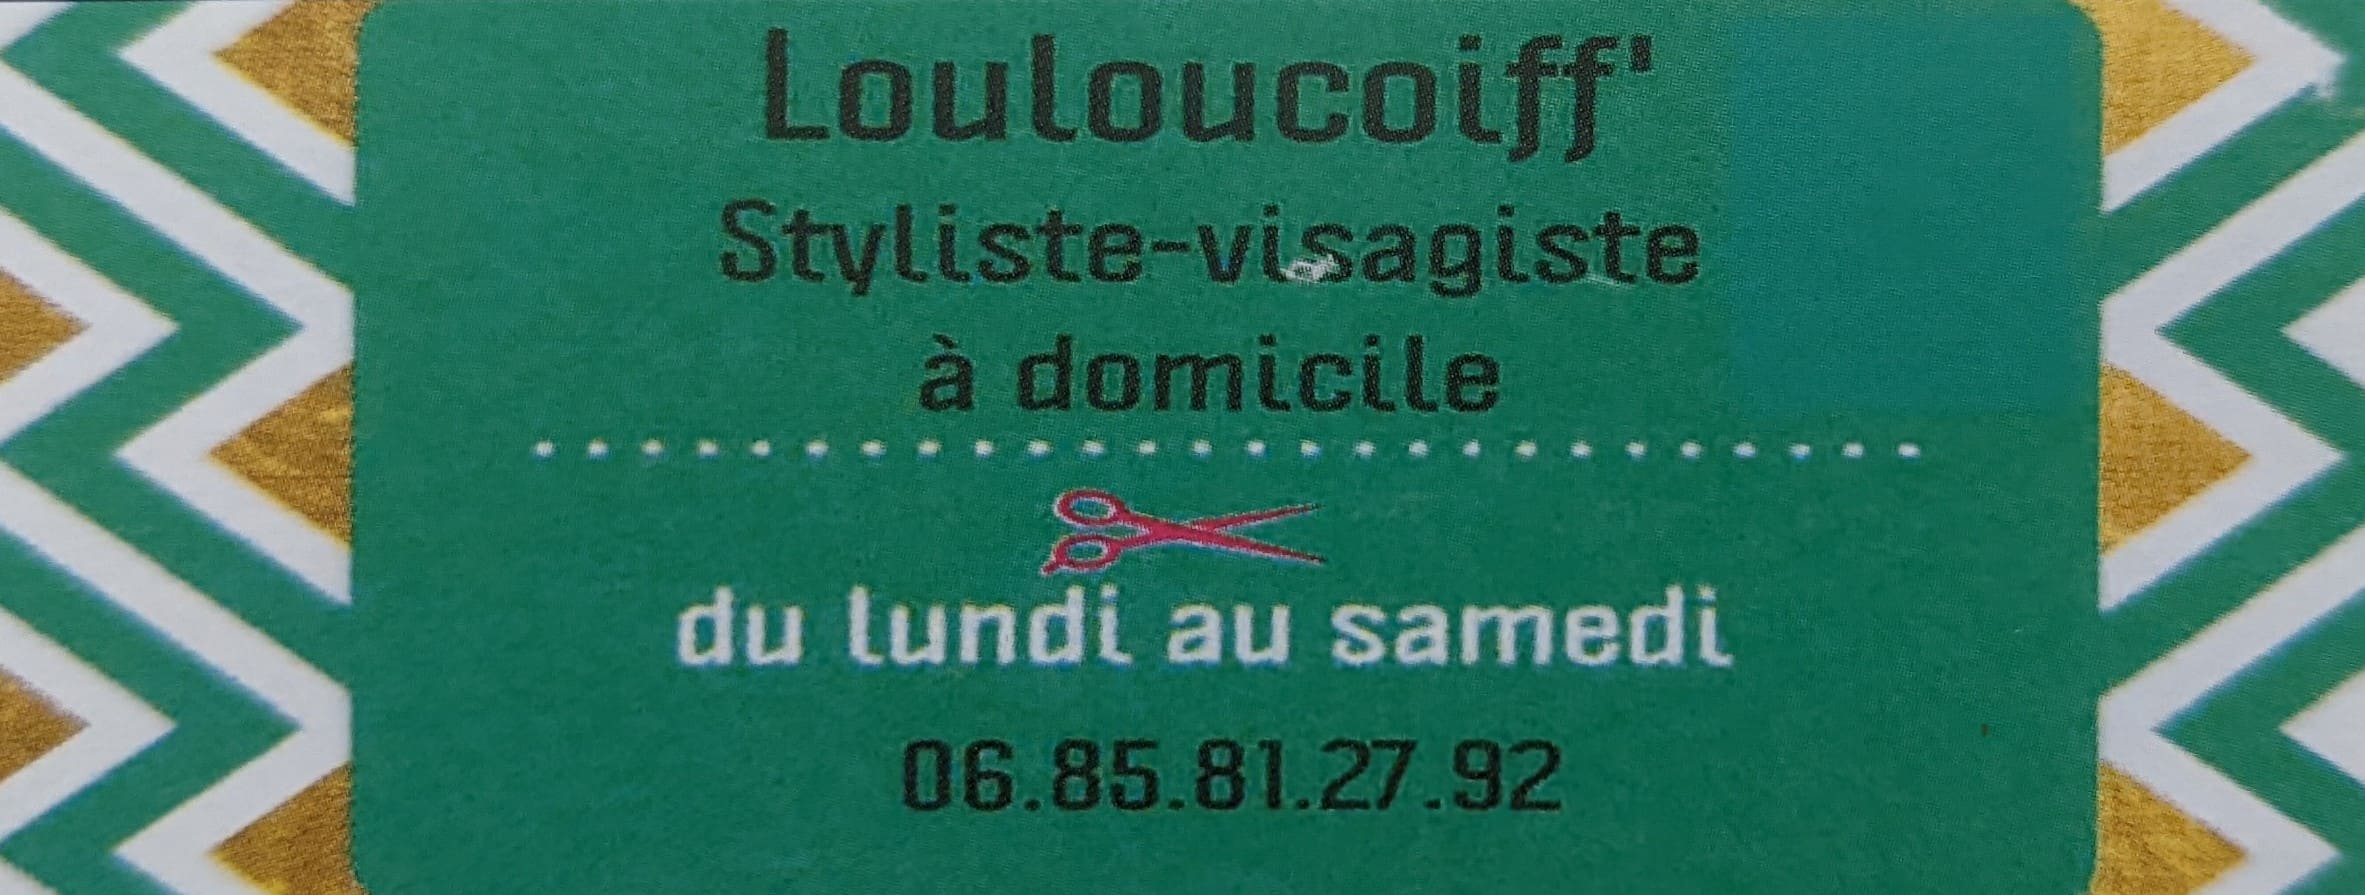 Louloucoiff'
Styliste-visagiste
à domicile
du lundi au samedi
06.85.81.27.92